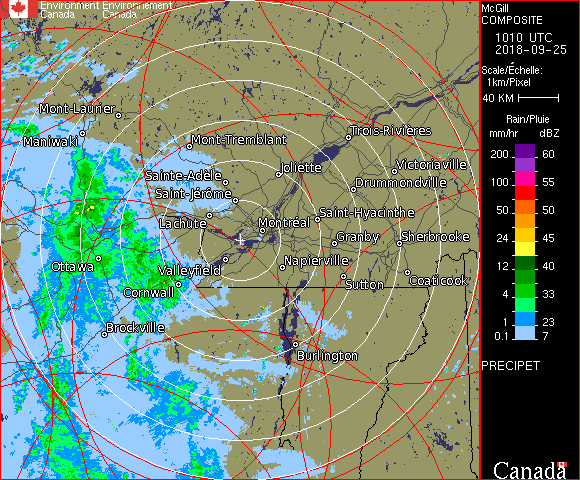 Environment Environnement
Canada Canada
McGill
COMPOSITE
1010 UTC
2018-09-25
Scale/Échelle:
1km/Pixel
40 KM
Rain/Pluie
mm/hr dBZ
200 60
150 55
100 55
50 50
24 45
12 40
4 33
1 23
0.1 7
PRECIPET
Canada
Mont-Laurier
Maniwaki
Mont-Tremblant
Trois-Rivières
Sainte-Adèle
Joliette
Victoriaville
Saint-Jérôme
Drummondville
Lachute
Montréal
Saint-Hyacinthe
Granby
Sherbrooke
Ottawa
Valleyfield
Napierville
Cornwall
Sutton
Coaticook
Brockville
Burlington